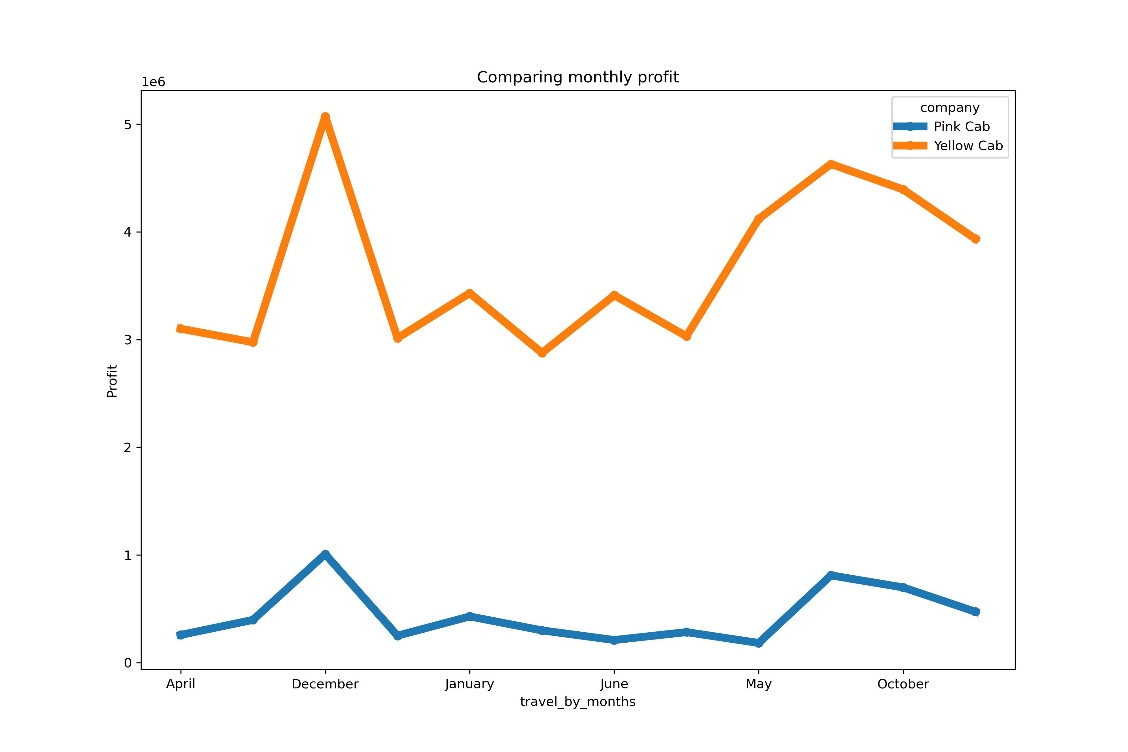 Comparing monthly profit
1e6
company
Pink Cab
Yellow Cab
5
4
3
2
1
0
Profit
April December January June May October
travel_by_months